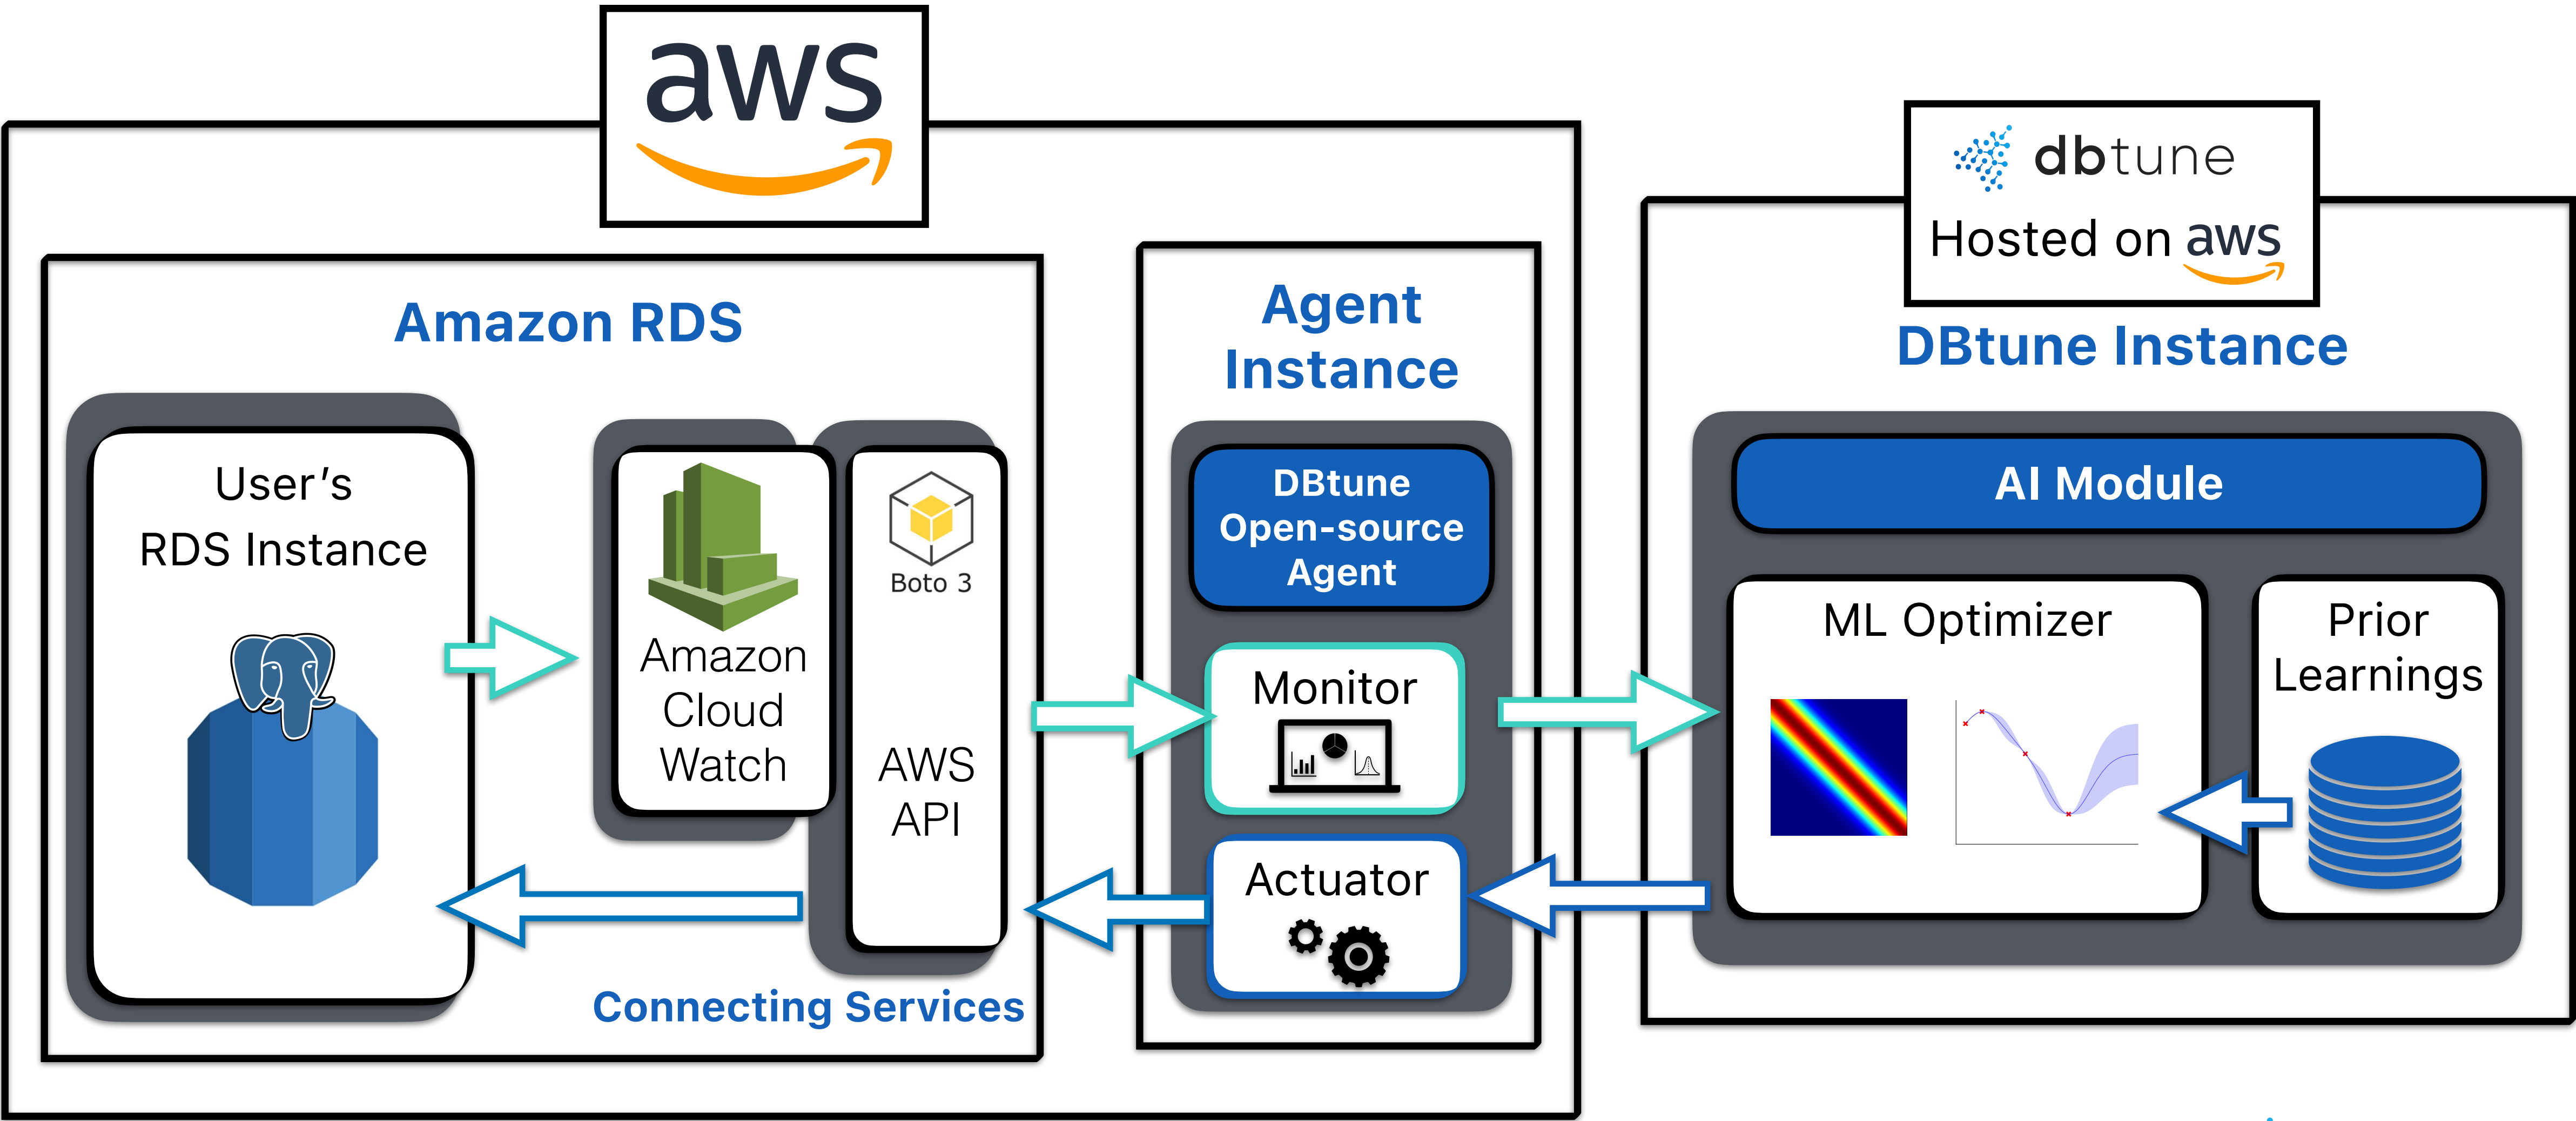 aws
dbtune
Hosted on aws
Amazon RDS
Agent
Instance
DBtune Instance
User's
RDS Instance
Boto 3
Amazon
Cloud
Watch
AWS
API
Connecting Services
DBtune
Open-source
Agent
Monitor
Actuator
AI Module
ML Optimizer
Prior
Learnings